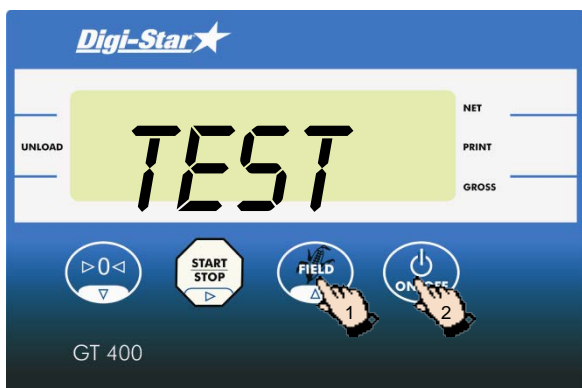 Digi-Star
TEST
NET
UNLOAD
PRINT
GROSS
▷0◁
▽
START
STOP
▷
FIELD
△
ON/OFF
1
2
GT 400